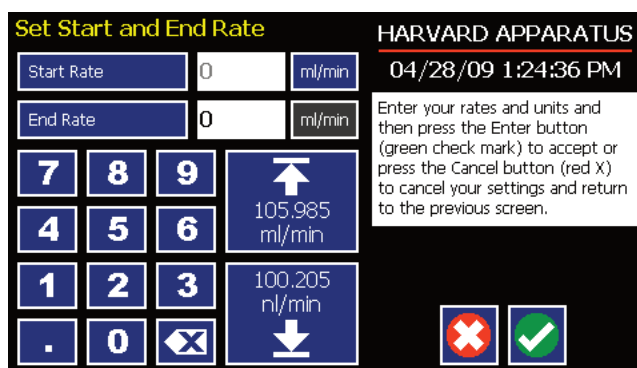 Set Start and End Rate
HARVARD APPARATUS
04/28/09 1:24:36 PM
Start Rate 0 ml/min
End Rate 0 ml/min
Enter your rates and units and
then press the Enter button
(green check mark) to accept or
press the Cancel button (red X)
to cancel your settings and return
to the previous screen.
7 8 9
105.985
ml/min
4 5 6
1 2 3
100.205
nl/min
. 0